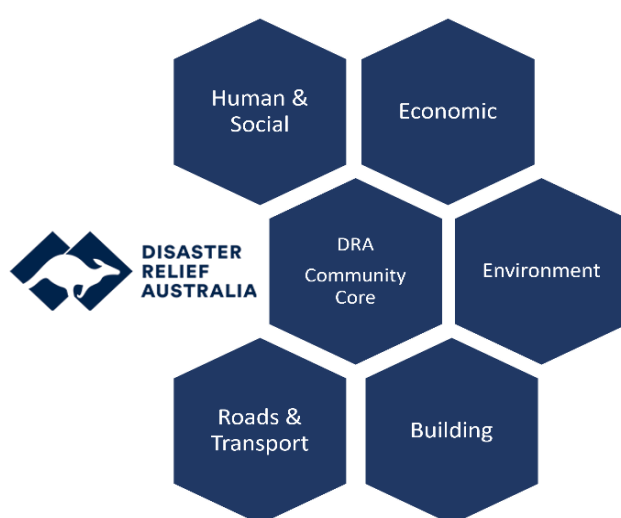 Human &
Social
Economic
DISASTER
RELIEF
AUSTRALIA
DRA
Community
Core
Environment
Roads &
Transport
Building